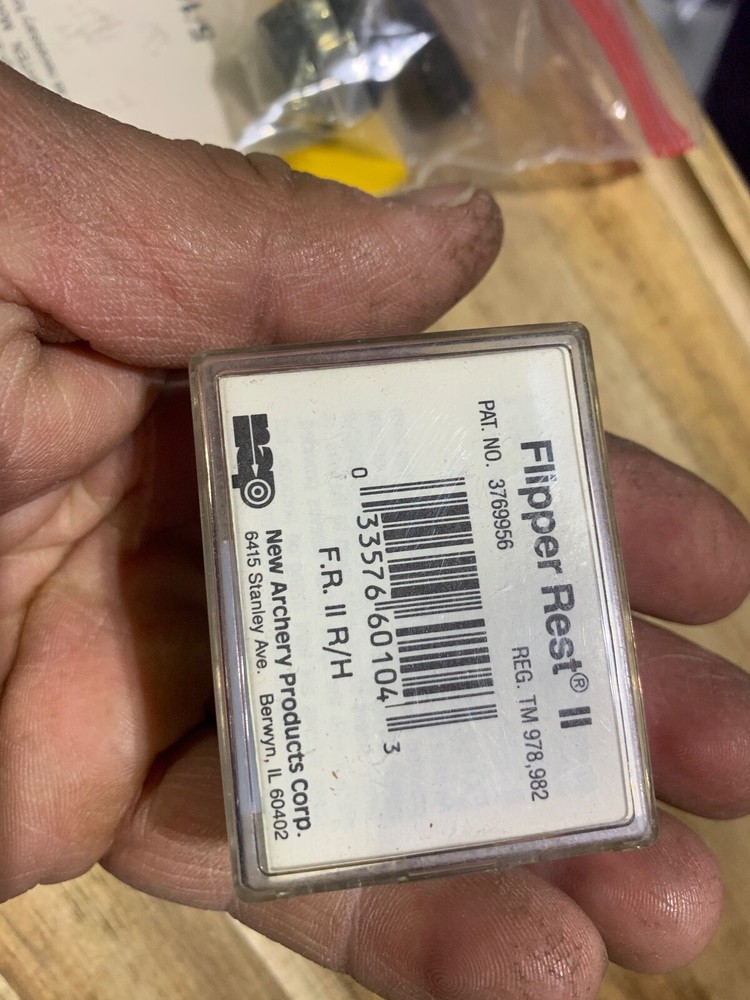 Flipper Rest® II
PAT. NO. 3769956 REG. TM 978,982
0 33576 60104 3
F.R. II R/H
nap
New Archery Products Corp.
6415 Stanley Ave. Berwyn, IL 60402